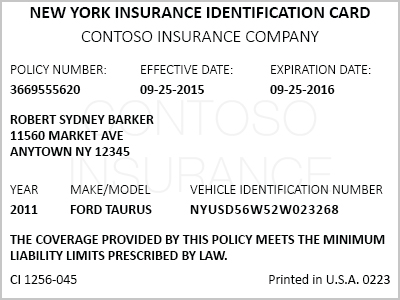 NEW YORK INSURANCE IDENTIFICATION CARD
CONTOSO INSURANCE COMPANY
POLICY NUMBER: EFFECTIVE DATE: EXPIRATION DATE:
3669555620 09-25-2015 09-25-2016
CONTOSO
INSURANCE
ROBERT SYDNEY BARKER
11560 MARKET AVE
ANYTOWN NY 12345
YEAR MAKE/MODEL VEHICLE IDENTIFICATION NUMBER
2011 FORD TAURUS NYUSD56W52W023268
THE COVERAGE PROVIDED BY THIS POLICY MEETS THE MINIMUM
LIABILITY LIMITS PRESCRIBED BY LAW.
CI 1256-045 Printed in U.S.A. 0223